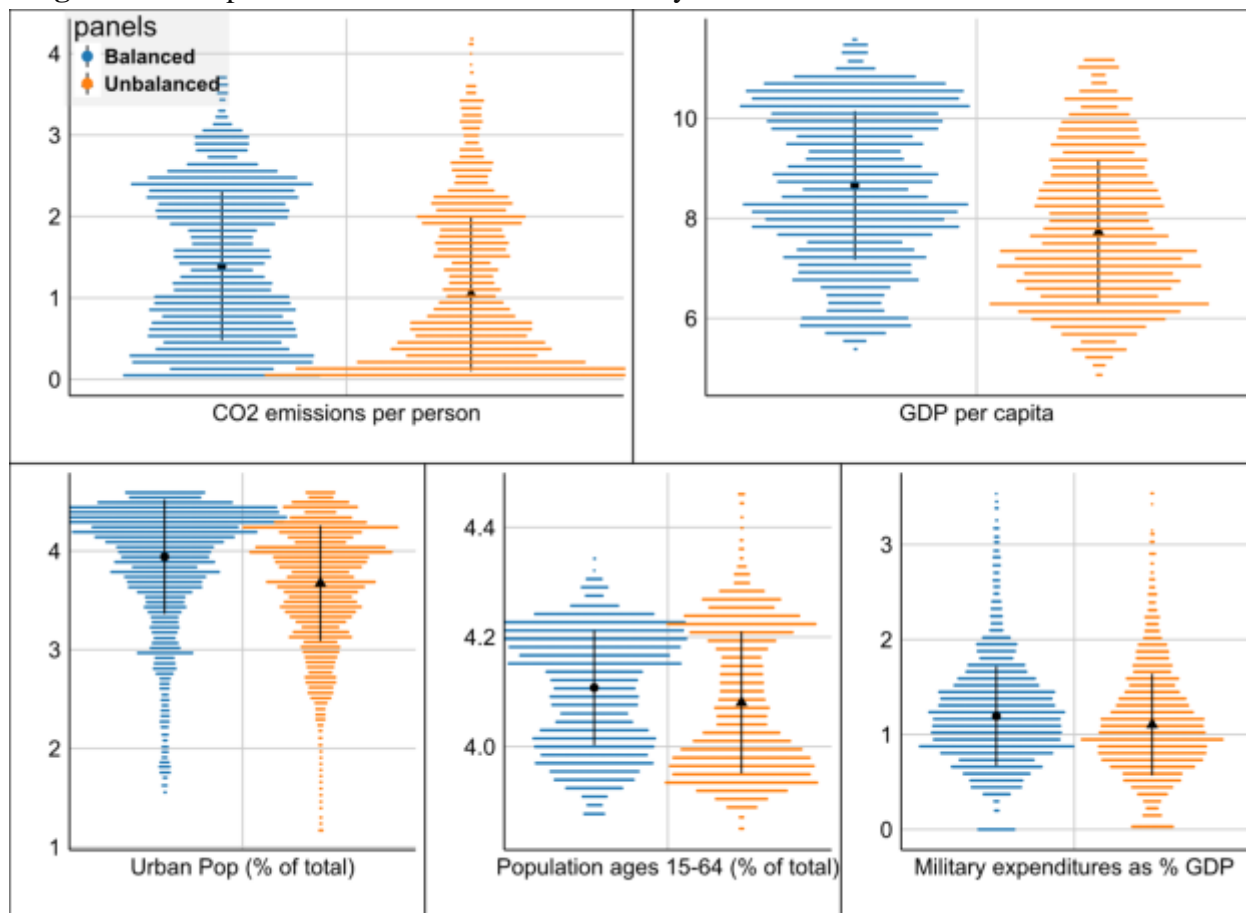 panels
Balanced
Unbalanced
4
3
2
1
0
CO2 emissions per person
10
8
6
GDP per capita
4
3
2
1
Urban Pop (% of total)
4.4
4.2
4.0
Population ages 15-64 (% of total)
3
2
1
0
Military expenditures as % GDP